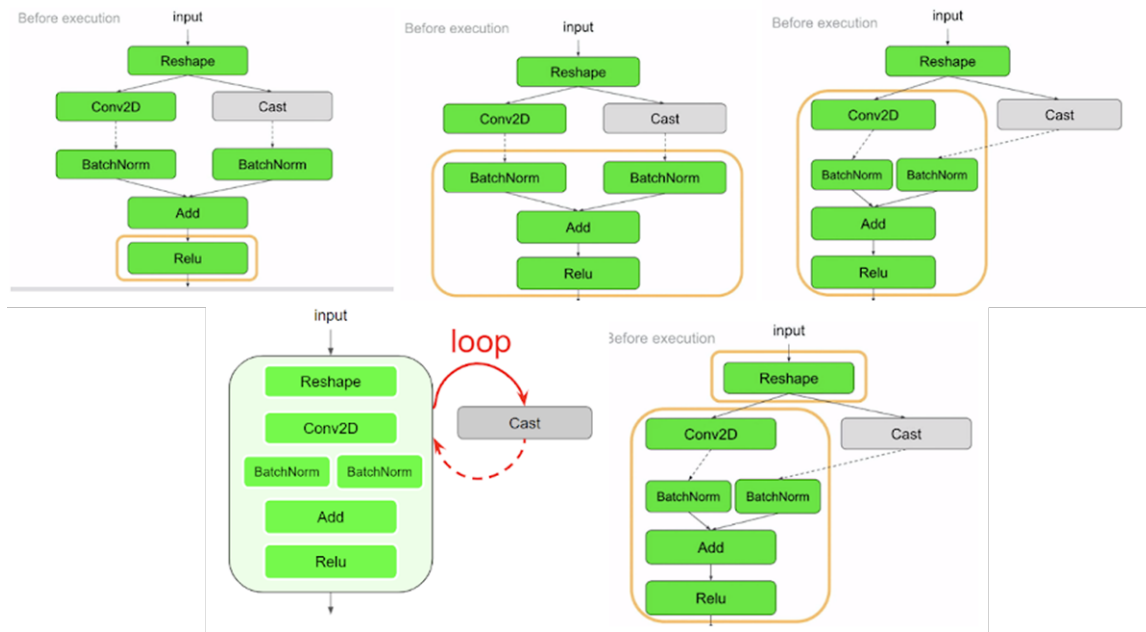 Before execution
input
Reshape
Conv2D
Cast
BatchNorm
BatchNorm
Add
Relu
Before execution
input
Reshape
Conv2D
Cast
BatchNorm
BatchNorm
Add
Relu
Before execution
input
Reshape
Conv2D
Cast
BatchNorm
BatchNorm
Add
Relu
input
loop
Reshape
Conv2D
Cast
BatchNorm
BatchNorm
Add
Relu
Before execution
input
Reshape
Conv2D
Cast
BatchNorm
BatchNorm
Add
Relu